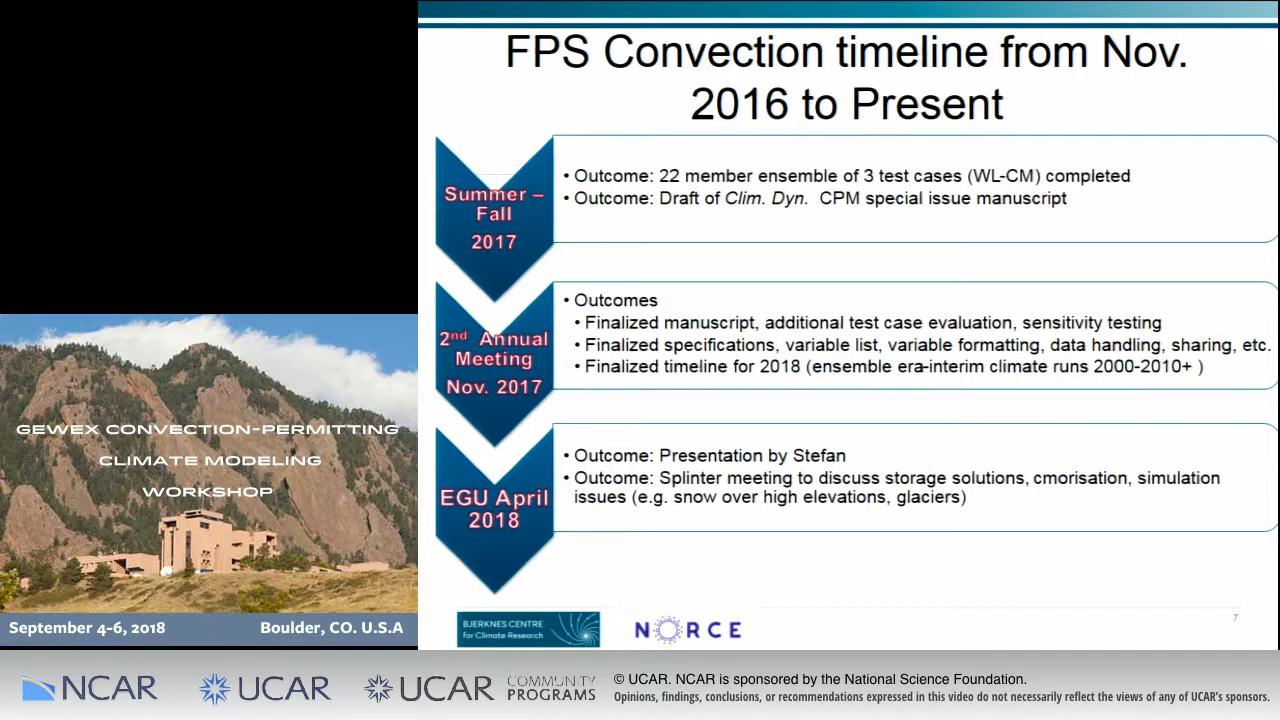 FPS Convection timeline from Nov.
2016 to Present
Summer –
Fall
2017
• Outcome: 22 member ensemble of 3 test cases (WL-CM) completed
• Outcome: Draft of Clim. Dyn. CPM special issue manuscript
2nd Annual
Meeting
Nov. 2017
• Outcomes
• Finalized manuscript, additional test case evaluation, sensitivity testing
• Finalized specifications, variable list, variable formatting, data handling, sharing, etc.
• Finalized timeline for 2018 (ensemble era-interim climate runs 2000-2010+ )
EGU April
2018
• Outcome: Presentation by Stefan
• Outcome: Splinter meeting to discuss storage solutions, cmorisation, simulation
issues (e.g. snow over high elevations, glaciers)
BJERKNES CENTRE
for Climate Research
NORCE
7
GEWEX CONVECTION-PERMITTING
CLIMATE MODELING
WORKSHOP
September 4-6, 2018 Boulder, CO. U.S.A
NCAR
UCAR
UCAR COMMUNITY
PROGRAMS
© UCAR. NCAR is sponsored by the National Science Foundation.
Opinions, findings, conclusions, or recommendations expressed in this video do not necessarily reflect the views of any of UCAR's sponsors.